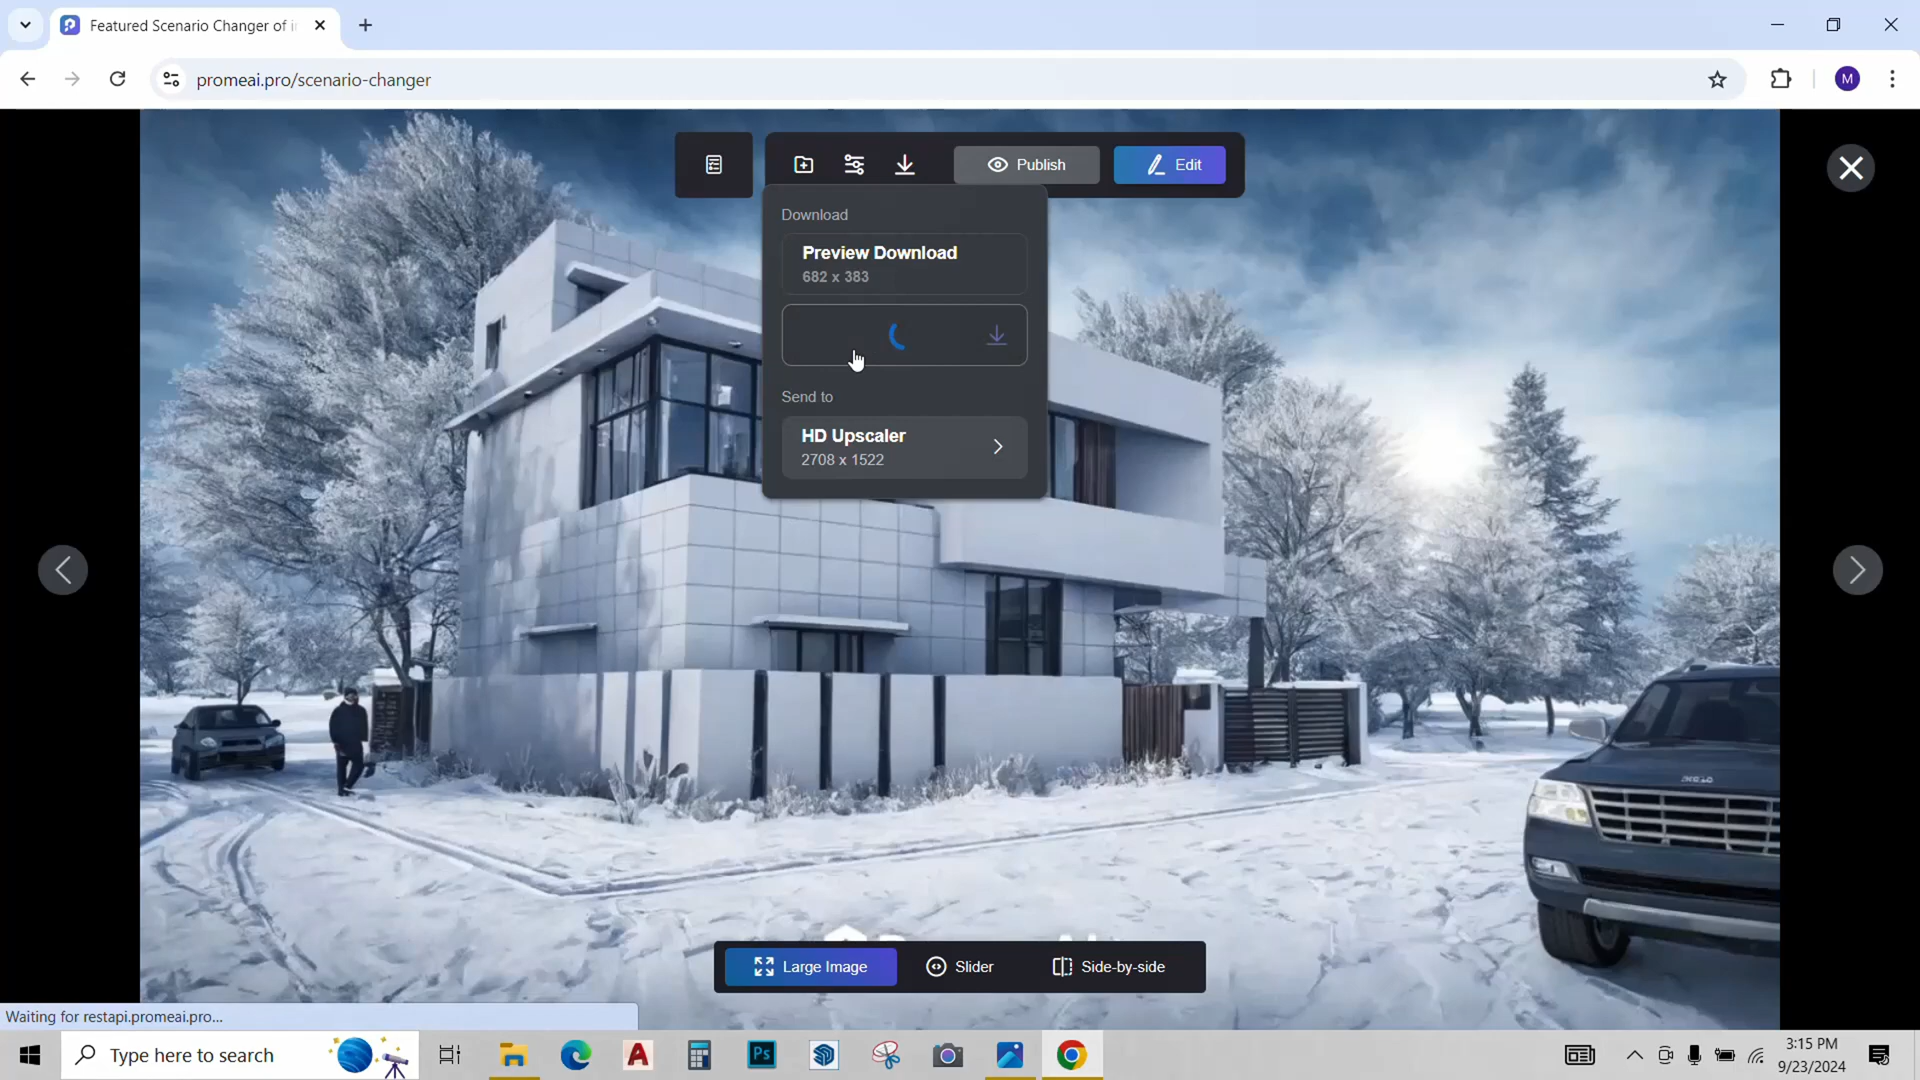 Featured Scenario Changer of i
promeai.pro/scenario-changer
M
Publish
Edit
Download
Preview Download
682 x 383
Send to
HD Upscaler
2708 x 1522
Large Image
Slider
Side-by-side
Waiting for restapi.promeai.pro...
Type here to search
A
Ps
3:15 PM
9/23/2024